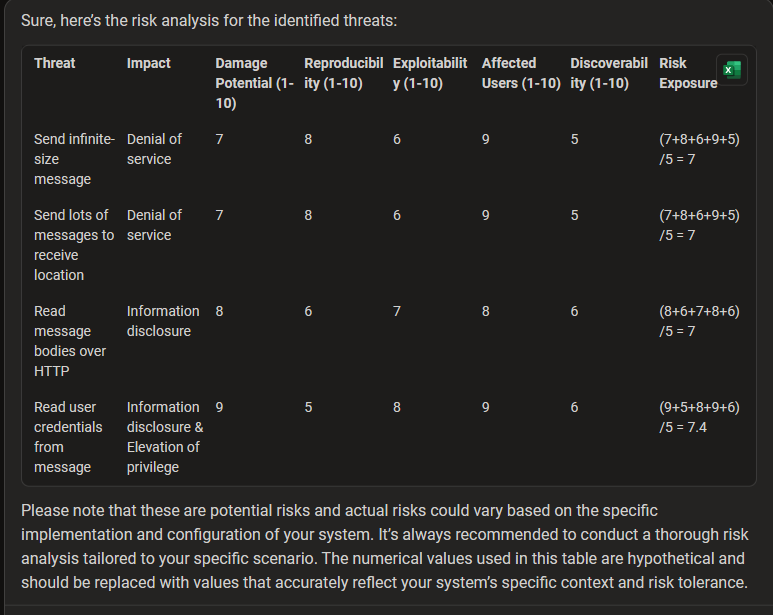 Sure, here’s the risk analysis for the identified threats:
Threat Impact Damage Reproducibil Exploitabilit Affected Discoverabil Risk
Potential (1- ity (1-10) y (1-10) Users (1-10) ity (1-10) Exposure
10)
Send infinite- Denial of 7 8 6 9 5 (7+8+6+9+5)
size service /5 = 7
message
Send lots of Denial of 7 8 6 9 5 (7+8+6+9+5)
messages to service /5 = 7
receive
location
Read Information 8 6 7 8 6 (8+6+7+8+6)
message disclosure /5 = 7
bodies over
HTTP
Read user Information 9 5 8 9 6 (9+5+8+9+6)
credentials disclosure & /5 = 7.4
from Elevation of
message privilege
Please note that these are potential risks and actual risks could vary based on the specific
implementation and configuration of your system. It’s always recommended to conduct a thorough risk
analysis tailored to your specific scenario. The numerical values used in this table are hypothetical and
should be replaced with values that accurately reflect your system’s specific context and risk tolerance.